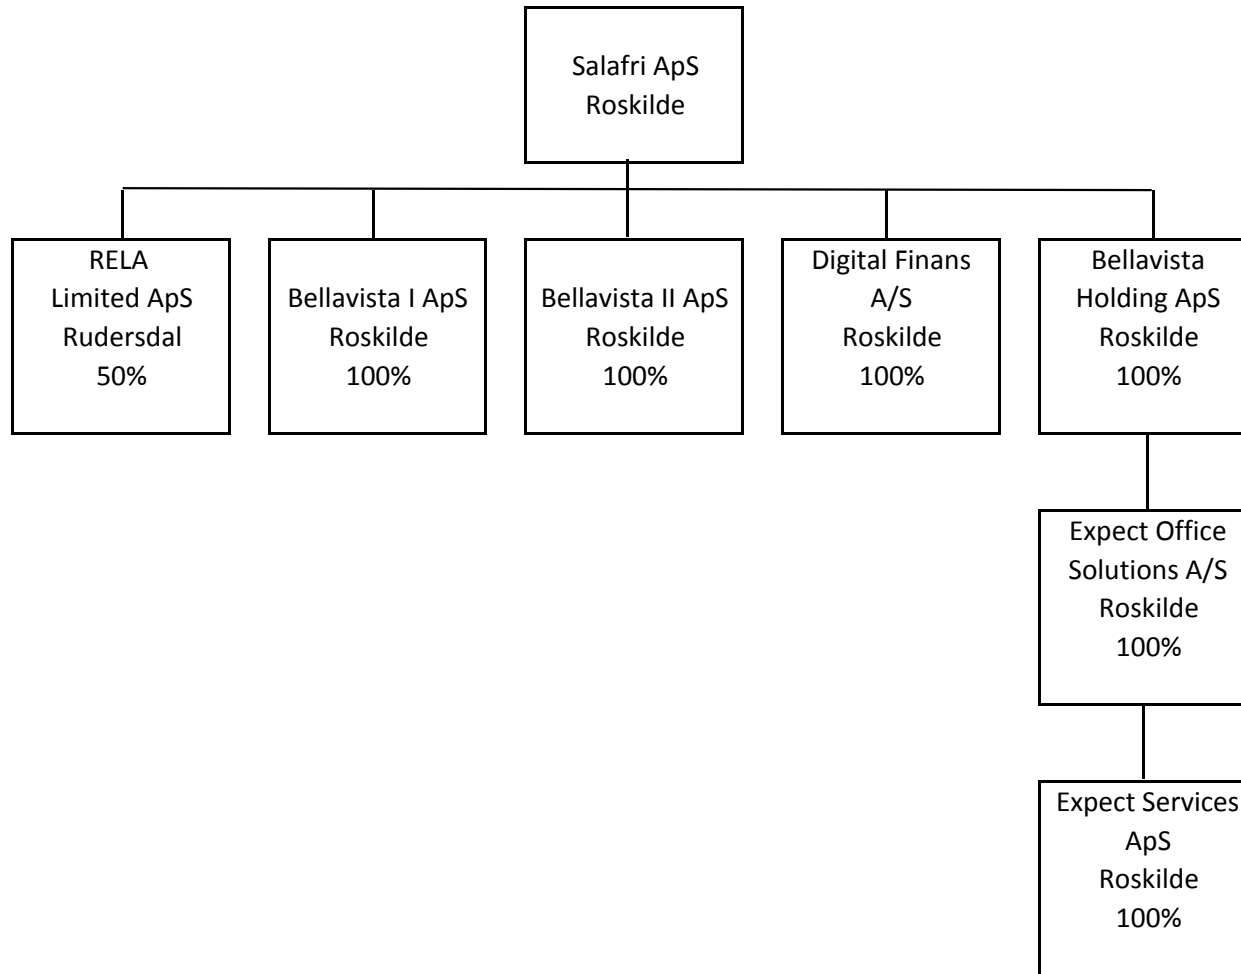 Salafri ApS
Roskilde
RELA
Limited ApS
Rudersdal
50%
Bellavista I ApS
Roskilde
100%
Bellavista II ApS
Roskilde
100%
Digital Finans
A/S
Roskilde
100%
Bellavista
Holding ApS
Roskilde
100%
Expect Office
Solutions A/S
Roskilde
100%
Expect Services
ApS
Roskilde
100%